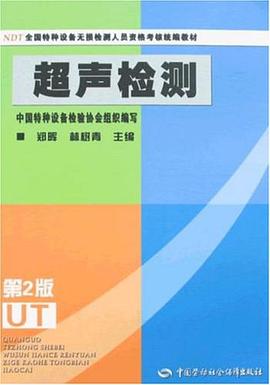 NDT 全国特种设备无损检测人员资格考核统编教材
超声检测
中国特种设备检验协会组织编写
■ 郑晖 林树青 主编
第2版
UT
QUANGUO
TEZHONG SHEBEI
WUSUN JIANCE RENYUAN
ZIGE KAOHE TONGBIAN
JIAOCAI
中国劳动社会保障出版社